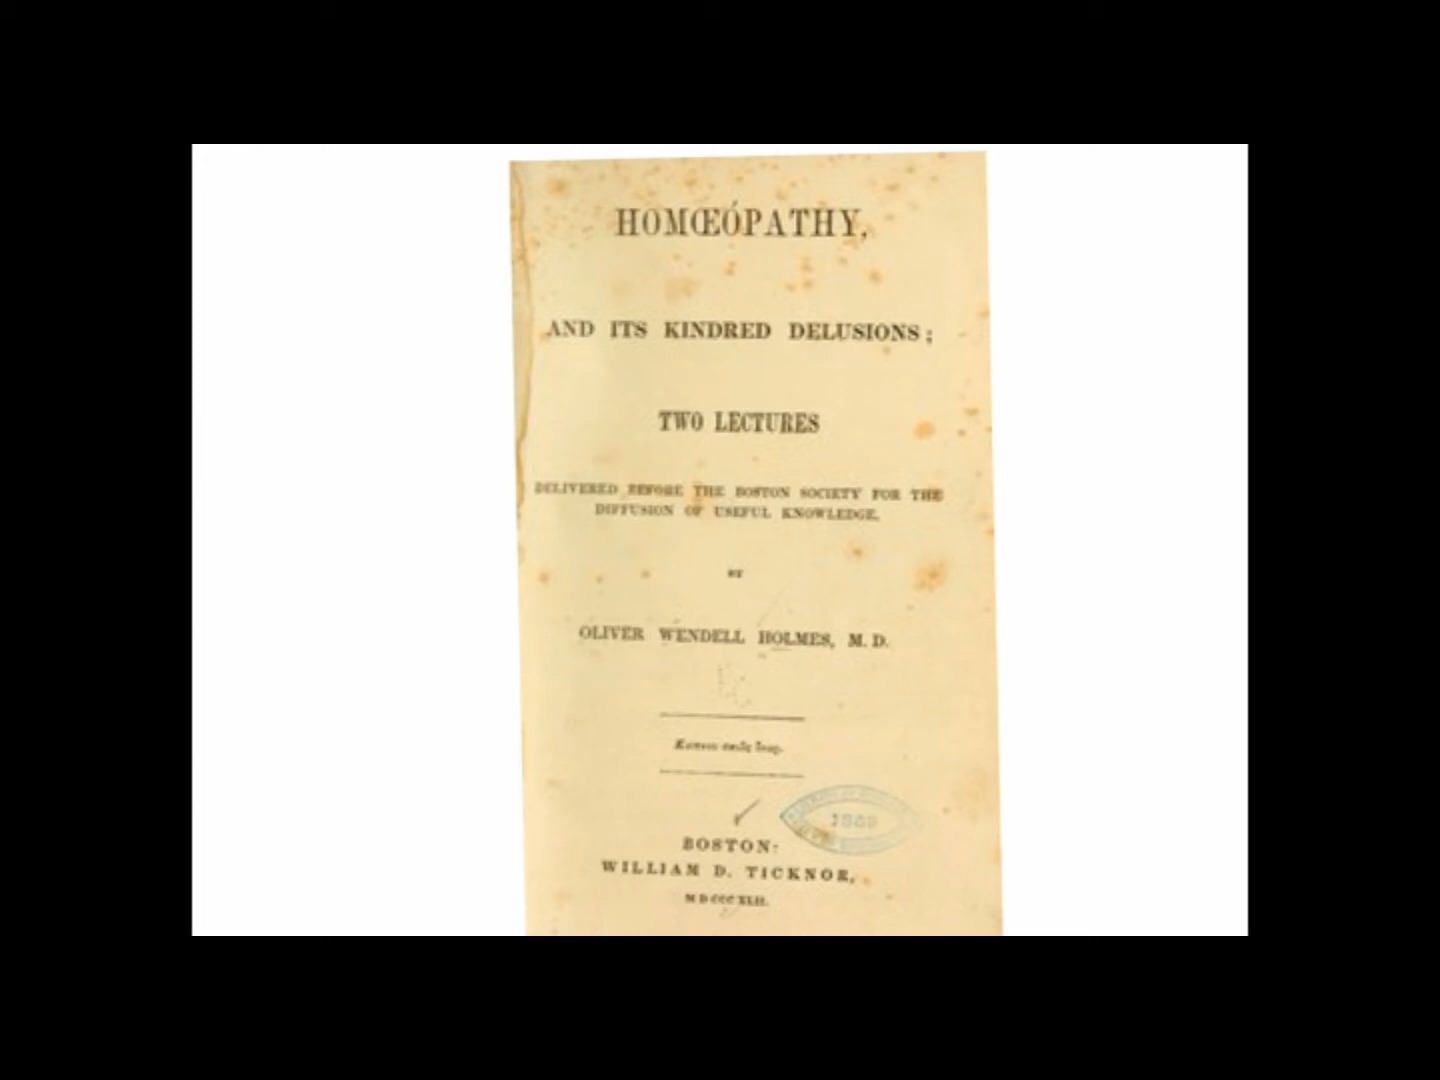 HOMŒÓPATHY,
AND ITS KINDRED DELUSIONS;
TWO LECTURES
DELIVERED BEFORE THE BOSTON SOCIETY FOR THE
DIFFUSION OF USEFUL KNOWLEDGE,
BY
OLIVER WENDELL HOLMES, M. D.
BOSTON:
WILLIAM D. TICKNOR,
MDCCCXLII.